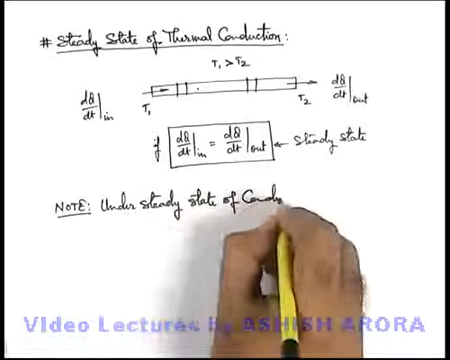 # Steady State of Thermal Conduction:
T₁ > T₂
dQ/dt|in
T₁
T₂
dQ/dt|out
if dQ/dt|in = dQ/dt|out ← Steady state
NOTE: Under steady state of Condu
Video Lectures by ASHISH ARORA